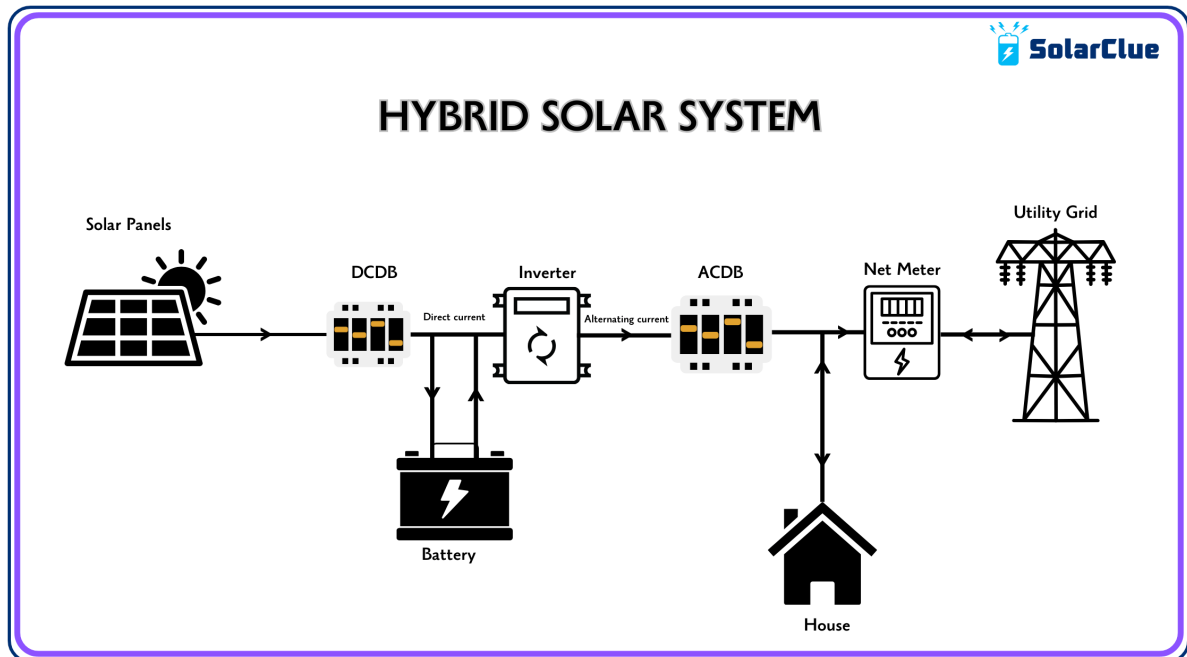 SolarClue
HYBRID SOLAR SYSTEM
Solar Panels
DCDB
Direct current
Inverter
Alternating current
ACDB
Net Meter
Utility Grid
Battery
House